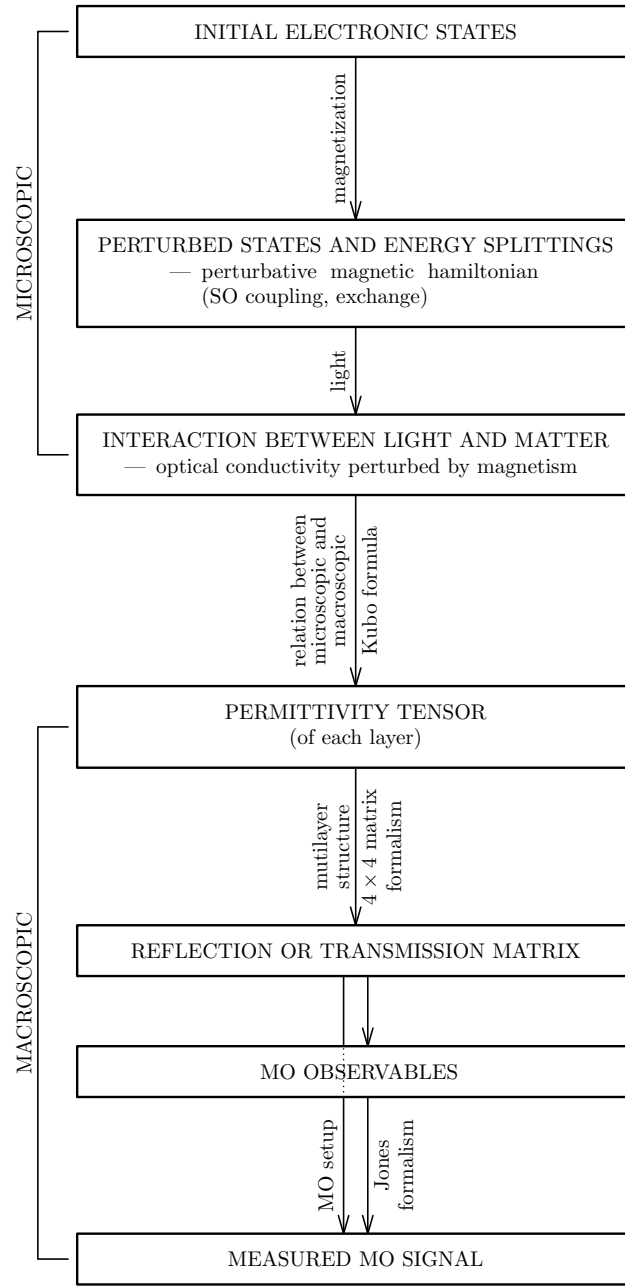 INITIAL ELECTRONIC STATES
magnetization
MICROSCOPIC
PERTURBED STATES AND ENERGY SPLITTINGS
— perturbative magnetic hamiltonian
(SO coupling, exchange)
light
INTERACTION BETWEEN LIGHT AND MATTER
— optical conductivity perturbed by magnetism
relation between
microscopic and
macroscopic
Kubo formula
PERMITTIVITY TENSOR
(of each layer)
mutilayer
structure
4 × 4 matrix
formalism
REFLECTION OR TRANSMISSION MATRIX
MACROSCOPIC
MO OBSERVABLES
MO setup
Jones
formalism
MEASURED MO SIGNAL